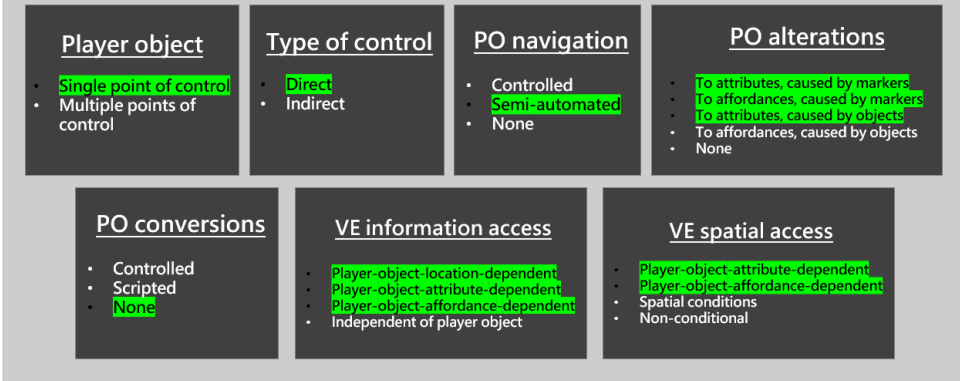 Player object
• Single point of control
• Multiple points of
control
Type of control
• Direct
• Indirect
PO navigation
• Controlled
• Semi-automated
• None
PO alterations
• To attributes, caused by markers
• To affordances, caused by markers
• To attributes, caused by objects
• To affordances, caused by objects
• None
PO conversions
• Controlled
• Scripted
• None
VE information access
• Player-object-location-dependent
• Player-object-attribute-dependent
• Player-object-affordance-dependent
• Independent of player object
VE spatial access
• Player-object-attribute-dependent
• Player-object-affordance-dependent
• Spatial conditions
• Non-conditional